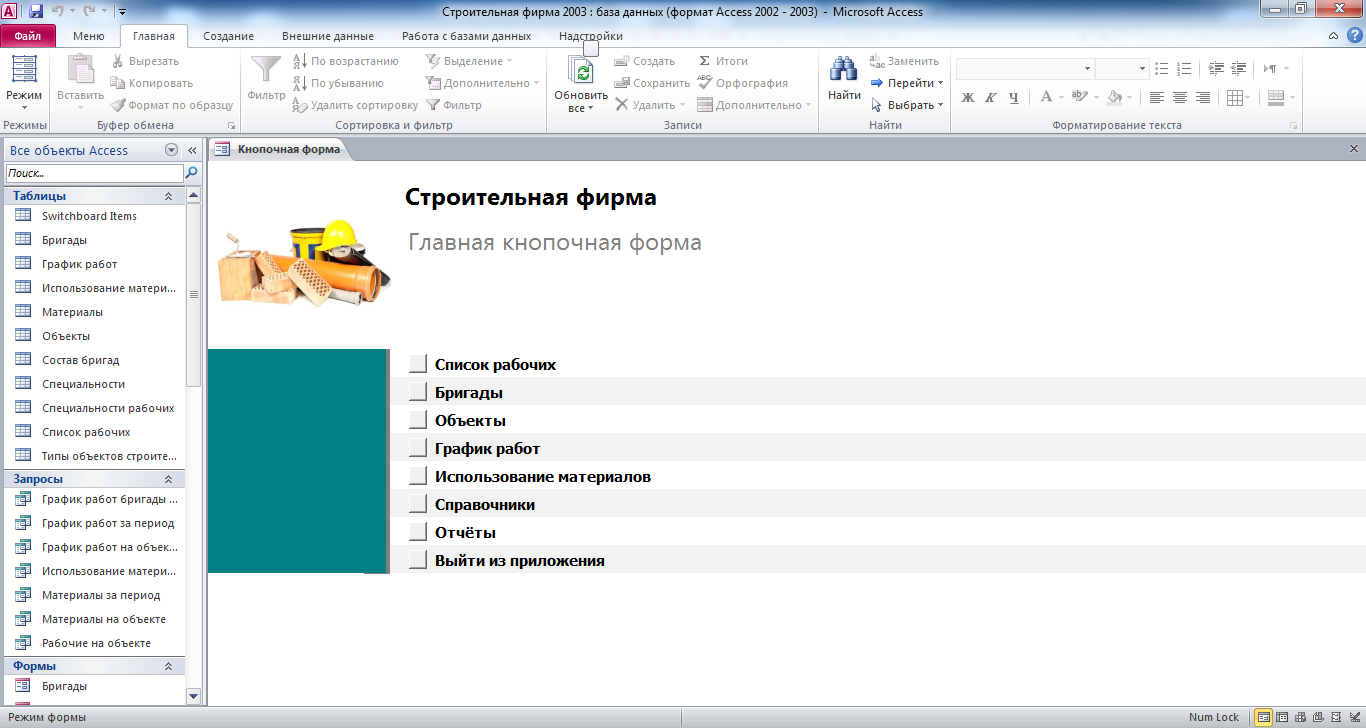 Строительная фирма 2003 : база данных (формат Access 2002 - 2003) - Microsoft Access
Файл Меню Главная Создание Внешние данные Работа с базами данных Надстройки
Режим
Режимы
Вставить
Вырезать
Копировать
Формат по образцу
Буфер обмена
Фильтр
По возрастанию
По убыванию
Удалить сортировку
Выделение
Дополнительно
Фильтр
Сортировка и фильтр
Обновить
все
Создать
Сохранить
Удалить
Итоги
Орфография
Дополнительно
Записи
Найти
Заменить
Перейти
Выбрать
Найти
Ж К Ч А
Форматирование текста
Все объекты Access
Поиск...
Таблицы
Switchboard Items
Бригады
График работ
Использование матери...
Материалы
Объекты
Состав бригад
Специальности
Специальности рабочих
Список рабочих
Типы объектов строите...
Запросы
График работ бригады ...
График работ за период
График работ на объек...
Использование матери...
Материалы за период
Материалы на объекте
Рабочие на объекте
Формы
Бригады
Кнопочная форма
Строительная фирма
Главная кнопочная форма
Список рабочих
Бригады
Объекты
График работ
Использование материалов
Справочники
Отчёты
Выйти из приложения
Режим формы
Num Lock